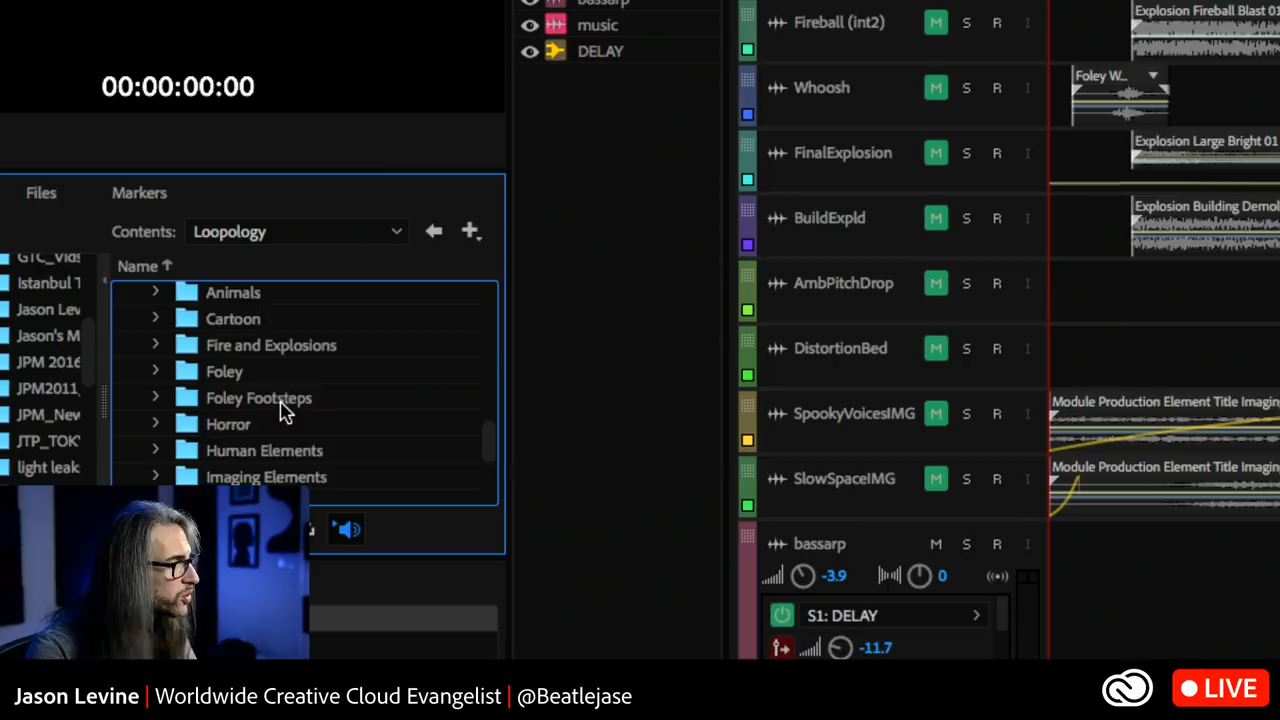 00:00:00:00
Files
Markers
Contents:
Loopology
Name
Istanbul
Jason Lev
Jason's M
JPM 2016
JPM2011
JPM_New
JTP_TOK
light leak
Animals
Cartoon
Fire and Explosions
Foley
Foley Footsteps
Horror
Human Elements
Imaging Elements
bassarp
music
DELAY
Fireball (int2) M S R I
Explosion Fireball Blast 01
Whoosh M S R I
Foley W...
FinalExplosion M S R I
Explosion Large Bright 01
BuildExpld M S R I
Explosion Building Demol
AmbPitchDrop M S R I
DistortionBed M S R I
SpookyVoicesIMG M S R I
Module Production Element Title Imagin
SlowSpaceIMG M S R I
Module Production Element Title Imagin
bassarp M S R I
-3.9 0
S1: DELAY
-11.7
Jason Levine | Worldwide Creative Cloud Evangelist | @Beatlejase
LIVE